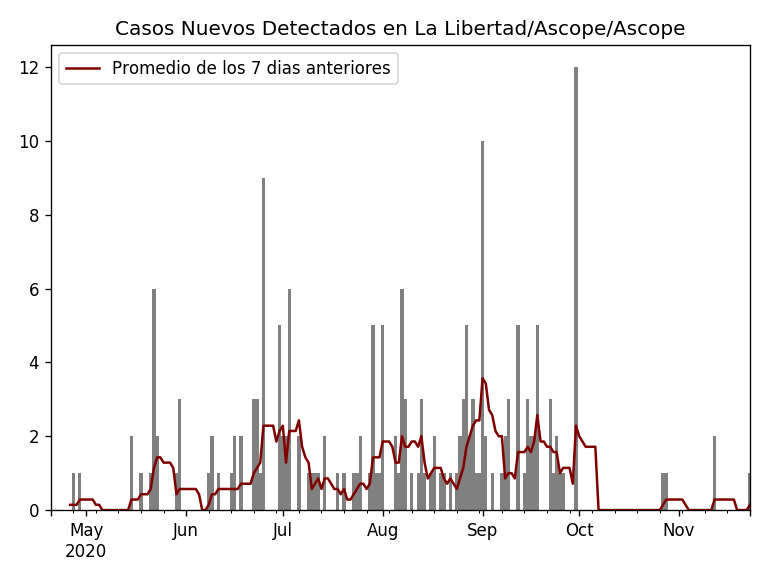 Casos Nuevos Detectados en La Libertad/Ascope/Ascope
Promedio de los 7 dias anteriores
12
10
8
6
4
2
0
May Jun Jul Aug Sep Oct Nov
2020